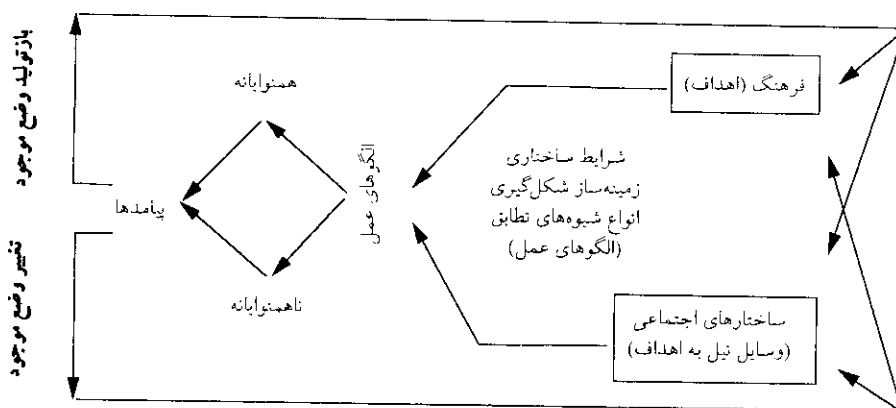 فرهنگ (اهداف)
شرایط ساختاری
زمینه‌ساز شکل‌گیری
انواع شیوه‌های تطابق
(الگوهای عمل)
ساختارهای اجتماعی
(وسایل نیل به اهداف)
الگوهای عمل
همنوایانه
ناهمنوایانه
پیامدها
بازتولید وضع موجود
تغییر وضع موجود